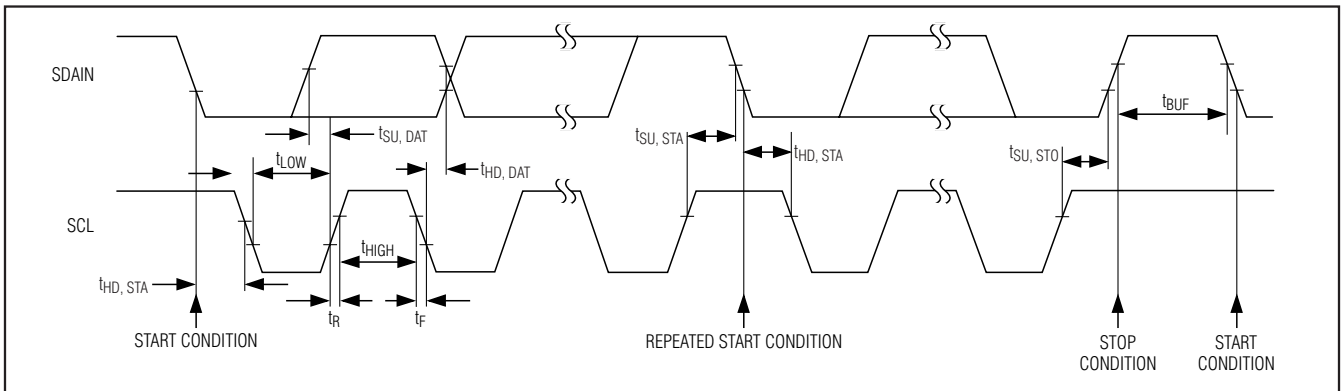 SDAIN
tSU, DAT
tLOW
tHD, DAT
tSU, STA
tHD, STA
tBUF
tSU, STO
SCL
tHIGH
tHD, STA
tR
tF
START CONDITION
REPEATED START CONDITION
STOP
CONDITION
START
CONDITION